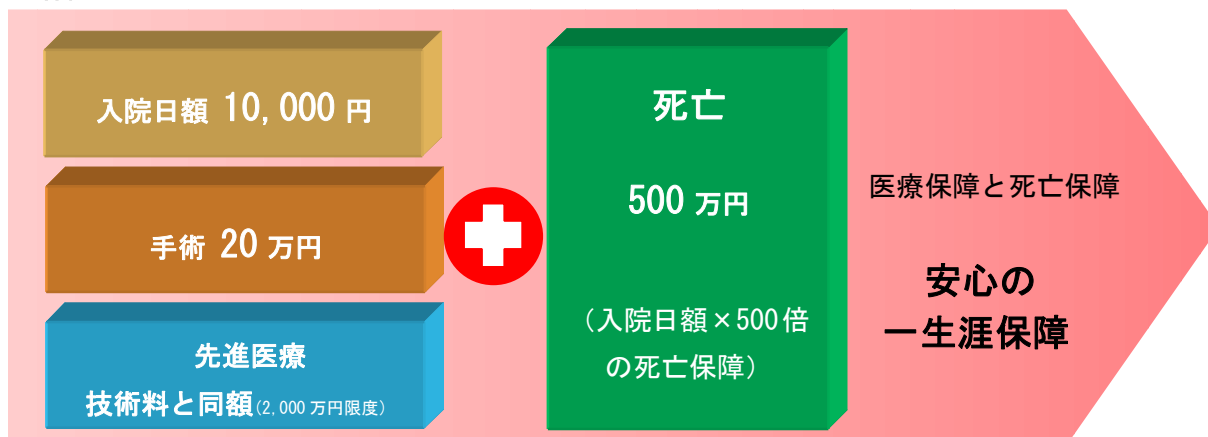 入院日額 10,000 円
手術 20 万円
先進医療
技術料と同額(2,000 万円限度)
死亡
500 万円
（入院日額×500 倍
の死亡保障）
医療保障と死亡保障
安心の
一生涯保障